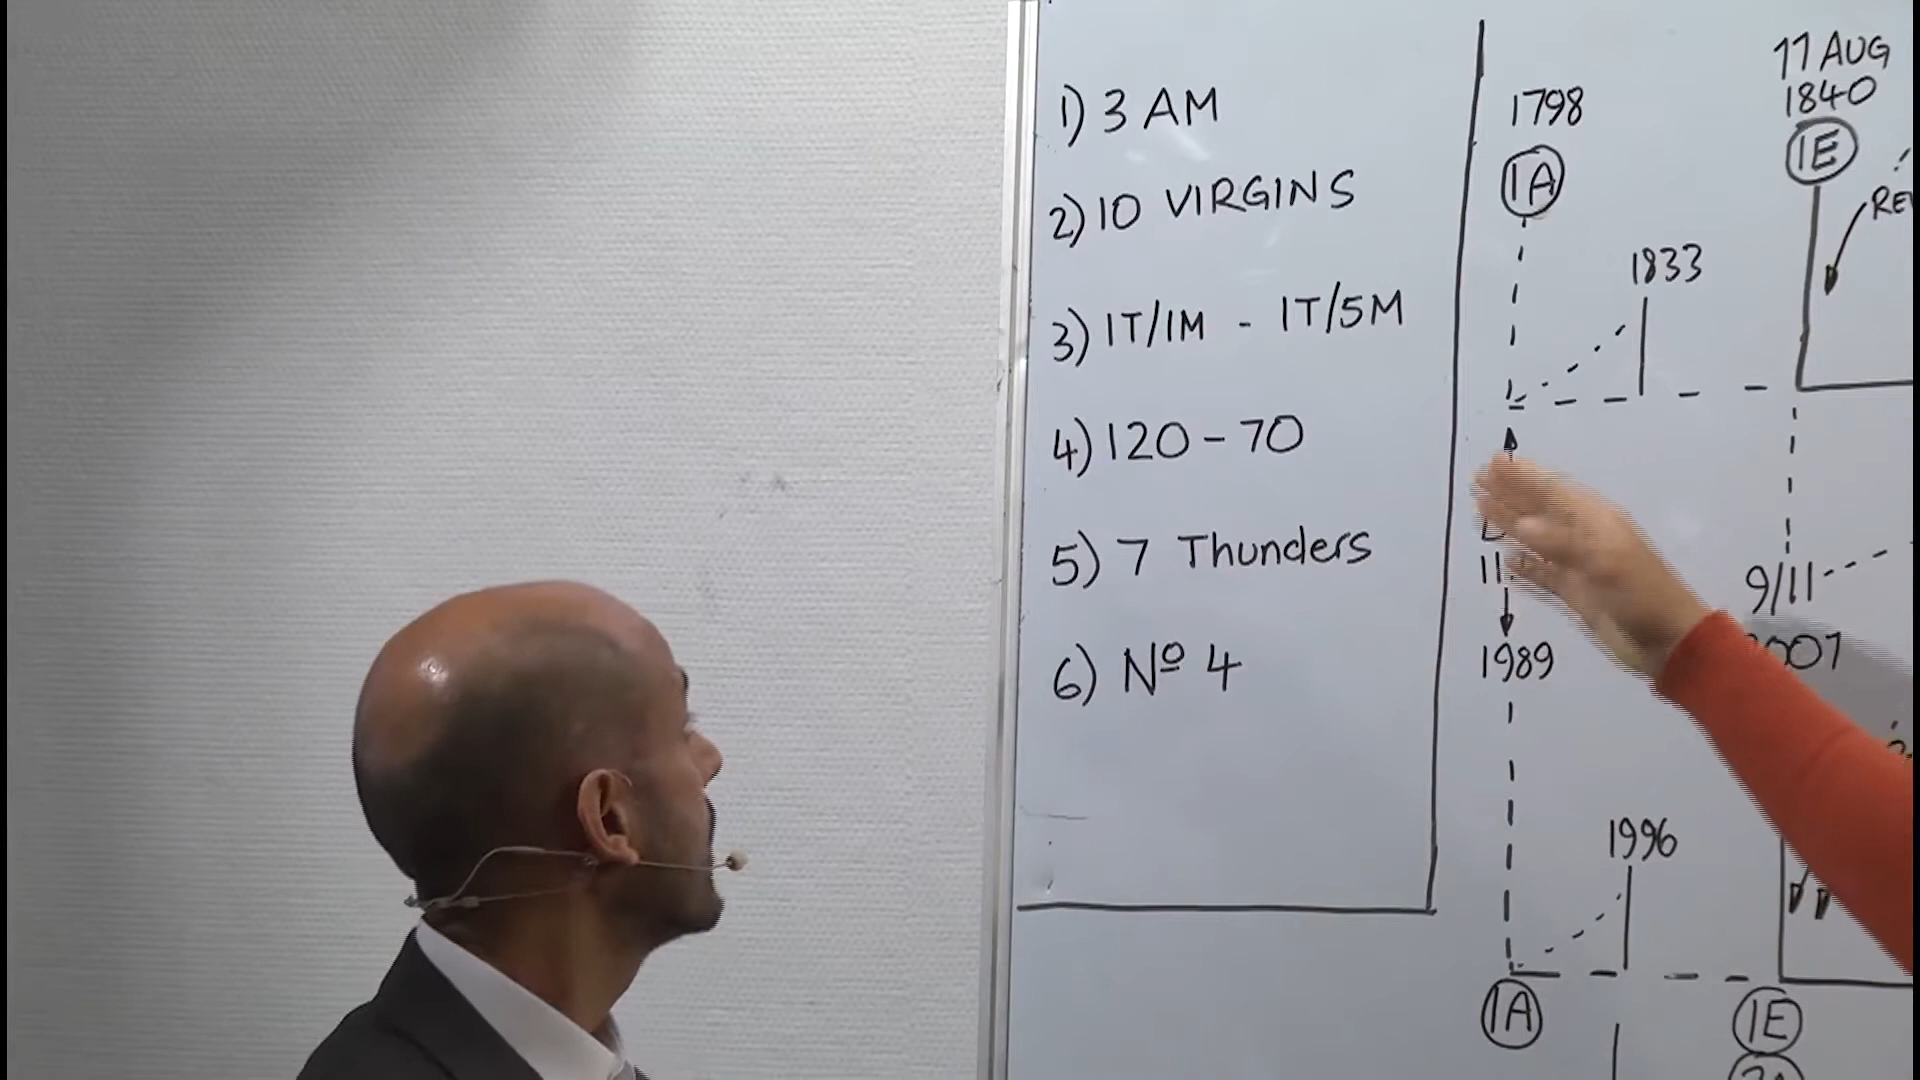 1) 3 AM
2) 10 VIRGINS
3) 1T/1M - 1T/5M
4) 120 - 70
5) 7 Thunders
6) Nº 4
1798
1A
1833
11 AUG
1840
1E
1989
9/11
1996
1A
1E